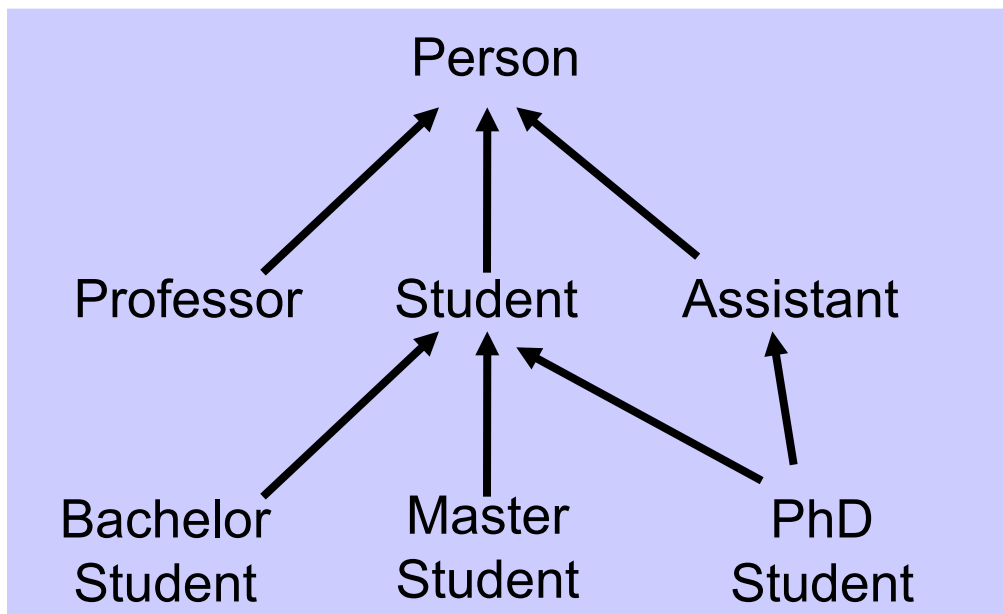 Person
Professor Student Assistant
Bachelor Student
Master Student
PhD Student